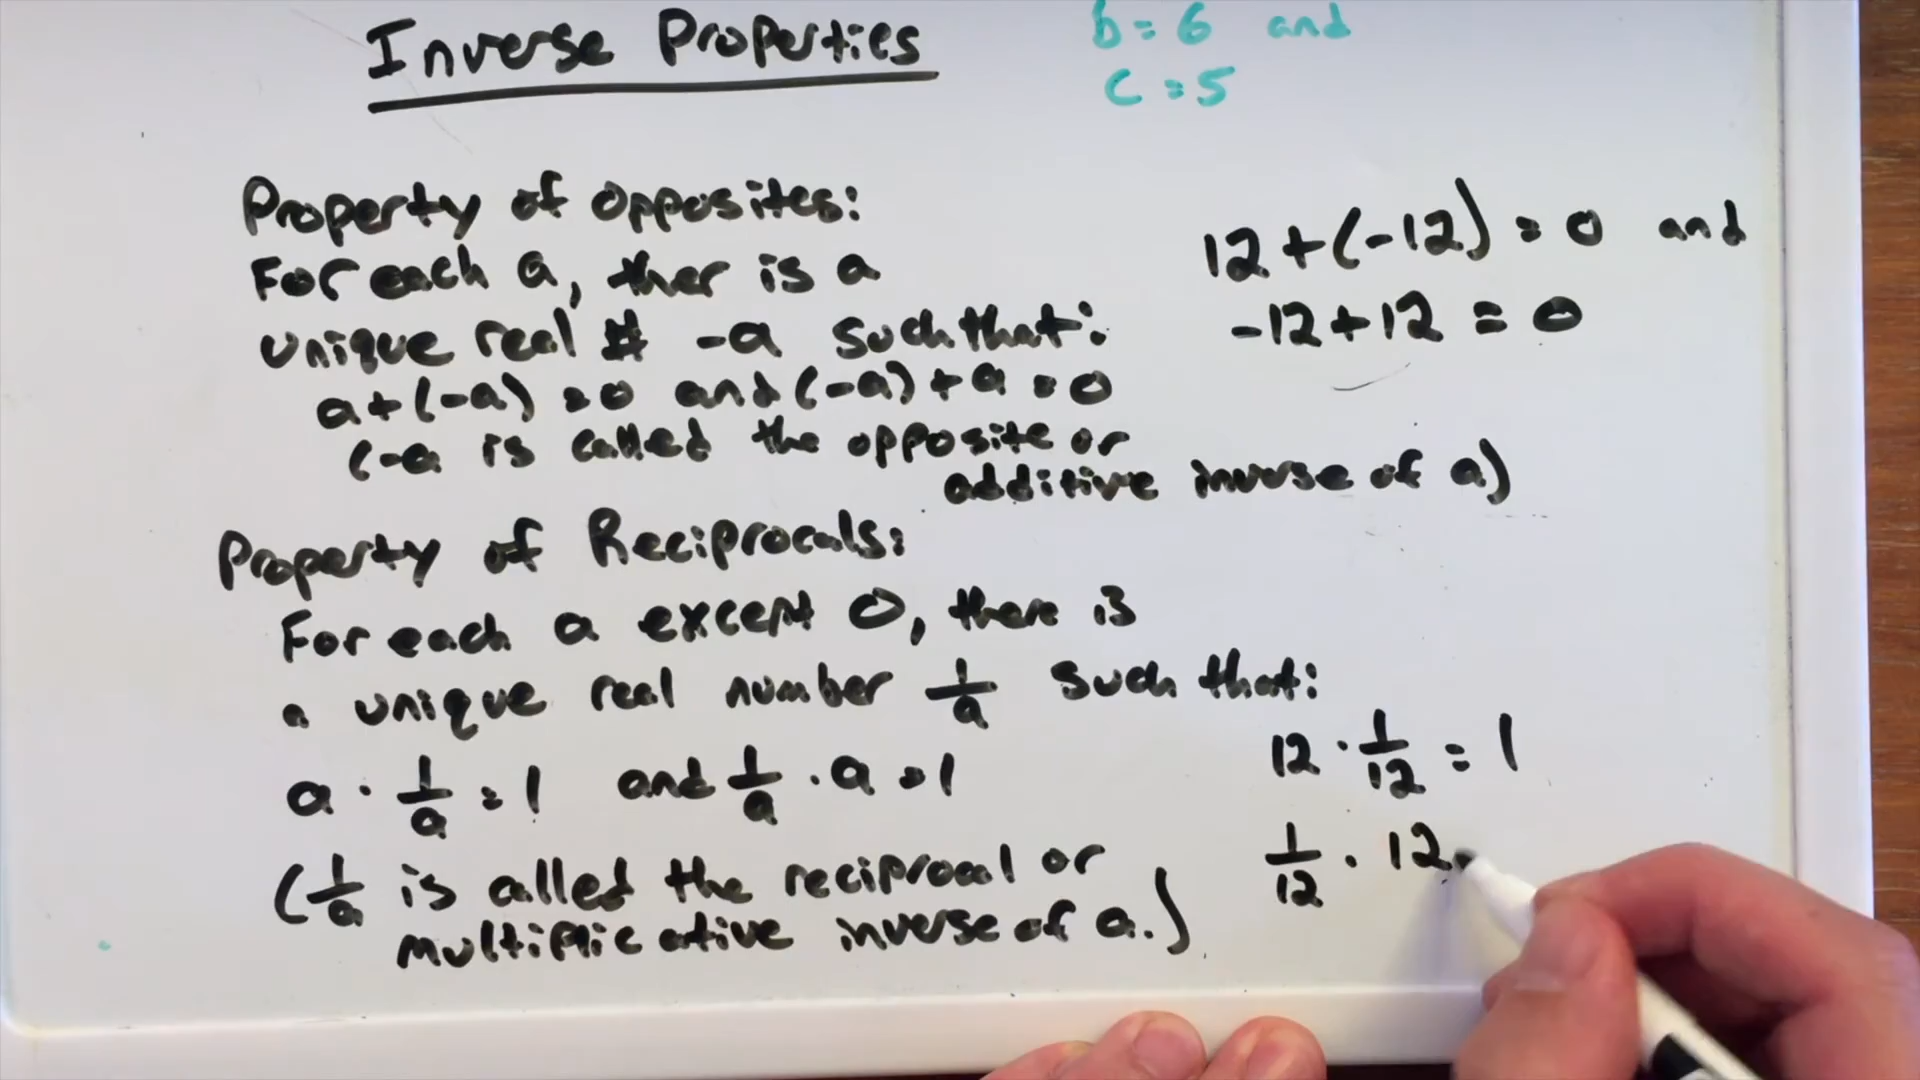 Inverse Properties
b = 6 and
c = 5
Property of opposites:
For each a, ther is a
unique real # -a such that:
a+(-a) = 0 and (-a) + a = 0
(-a is called the opposite or
additive inverse of a)
12 + (-12) = 0 and
-12 + 12 = 0
Property of Reciprocals:
For each a except 0, there is
a unique real number 1/a such that:
a · 1/a = 1 and 1/a · a = 1
(1/a is called the reciprocal or
multiplicative inverse of a.)
12 · 1/12 = 1
1/12 · 12